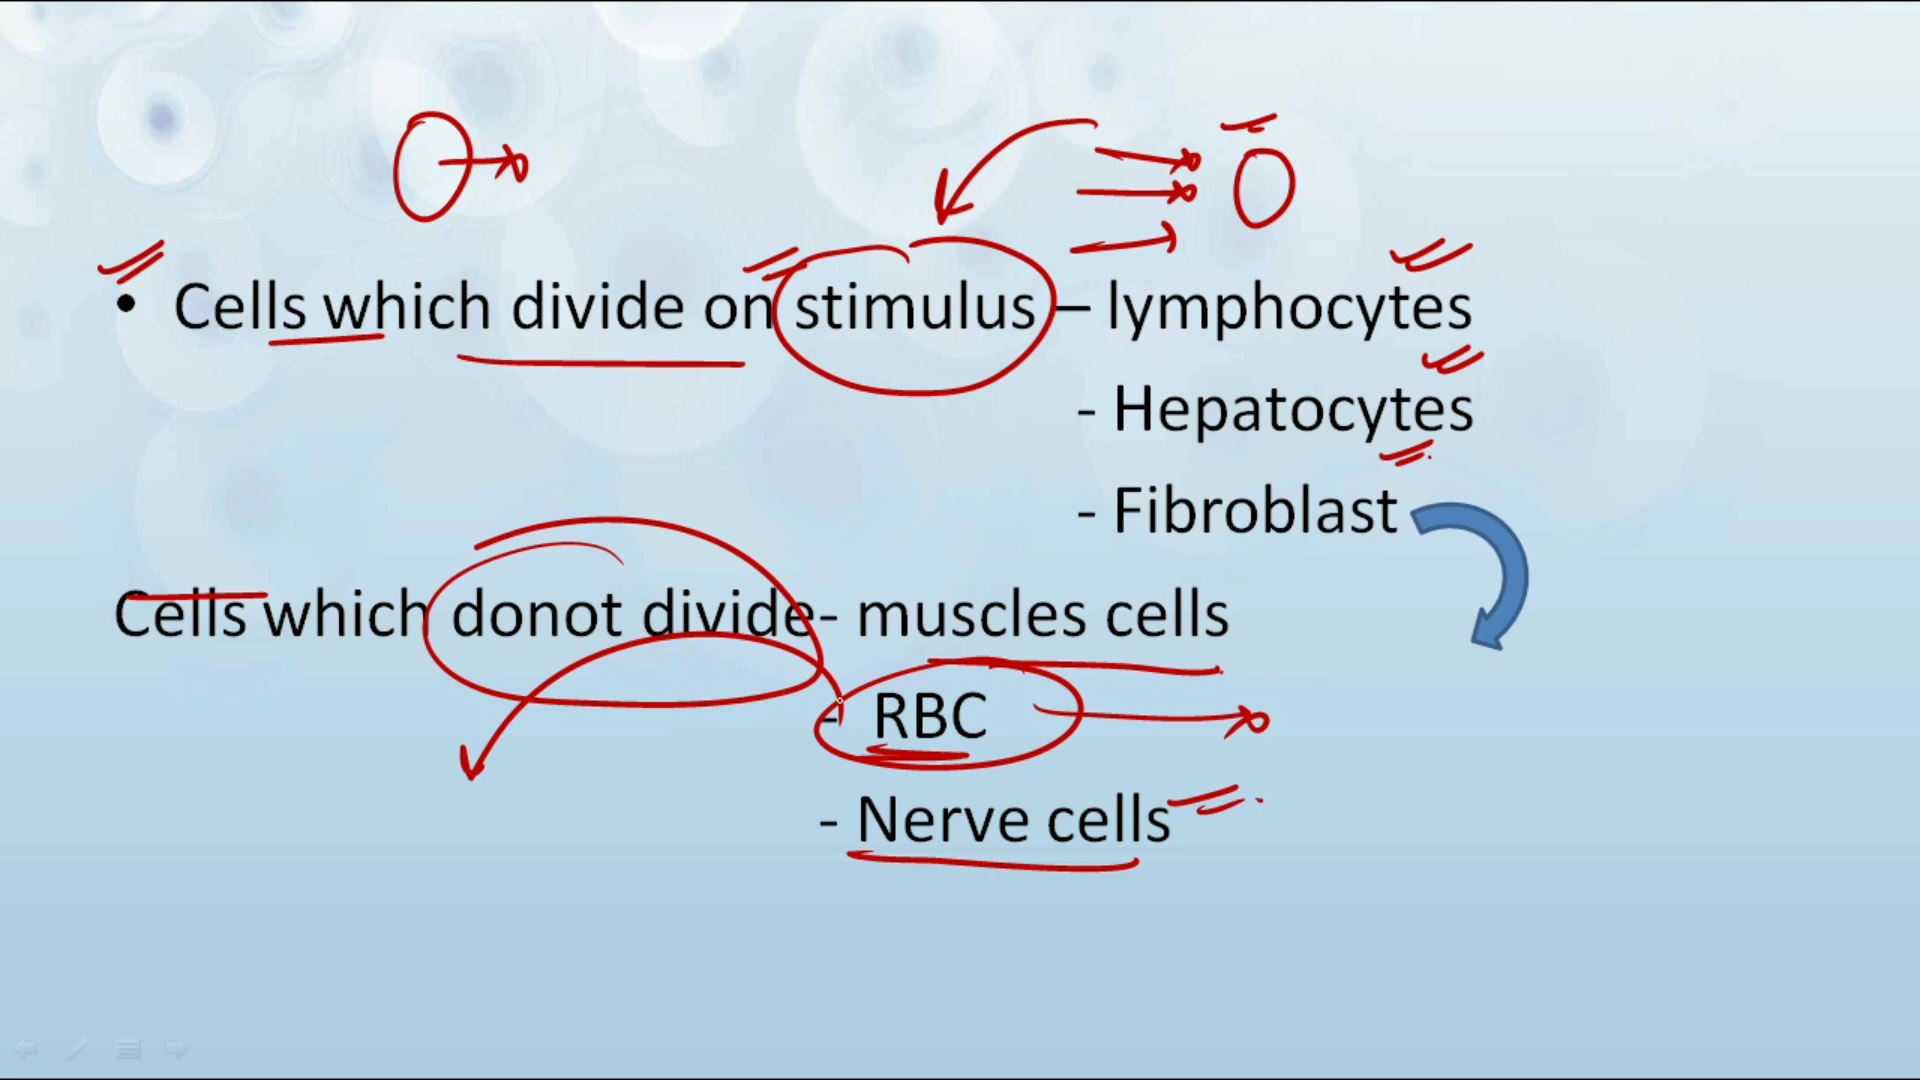 • Cells which divide on stimulus – lymphocytes
- Hepatocytes
- Fibroblast
Cells which donot divide- muscles cells
- RBC
- Nerve cells